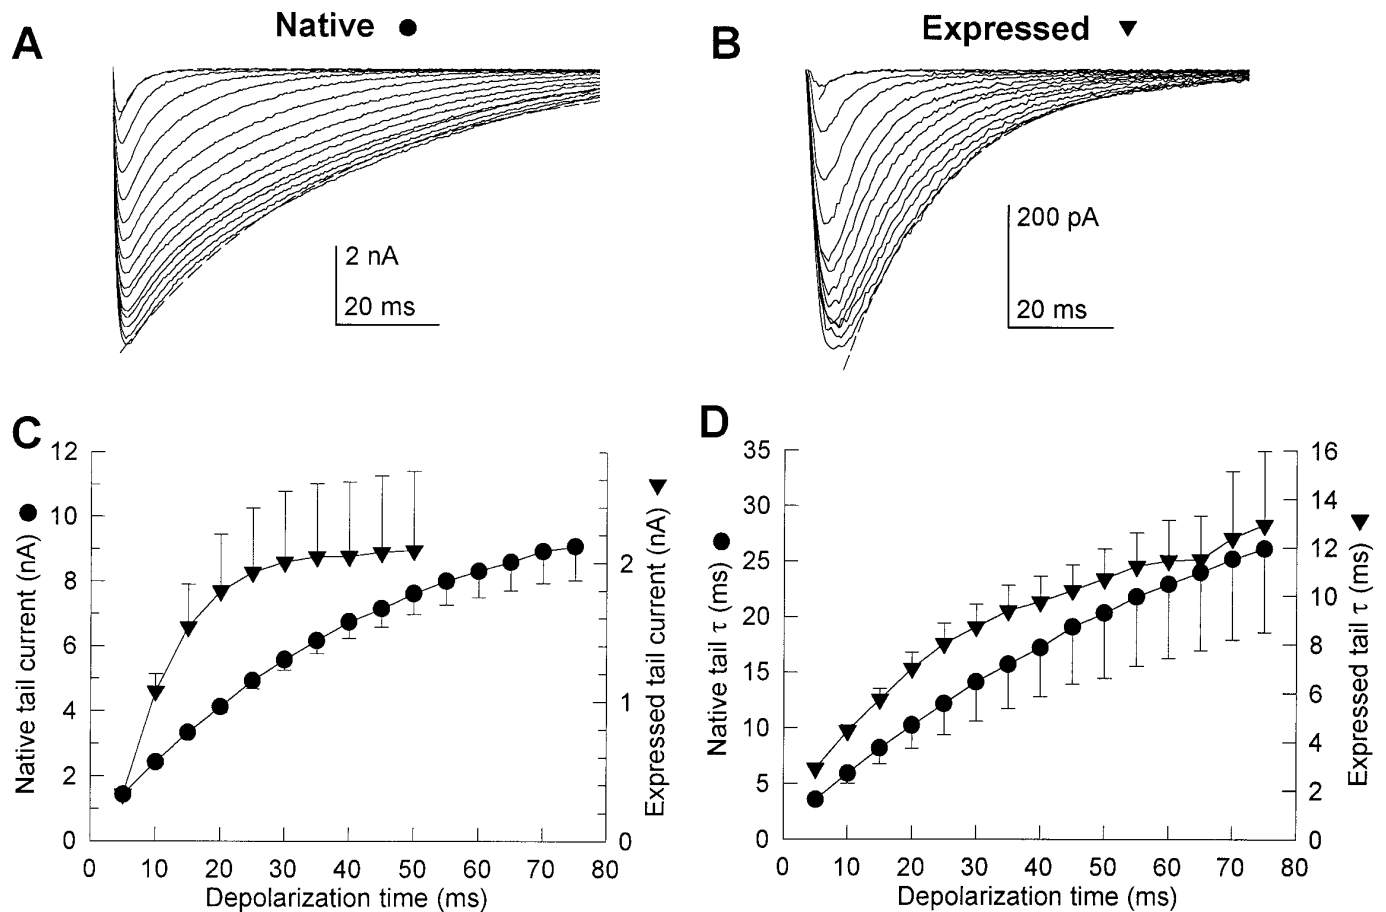 A
Native
B
Expressed
2 nA
20 ms
200 pA
20 ms
C
Native tail current (nA)
12
10
8
6
4
2
0
0 10 20 30 40 50 60 70 80
Depolarization time (ms)
2
1
0
Expressed tail current (nA)
D
Native tail τ (ms)
35
30
25
20
15
10
5
0
0 10 20 30 40 50 60 70 80
Depolarization time (ms)
16
14
12
10
8
6
4
2
0
Expressed tail τ (ms)